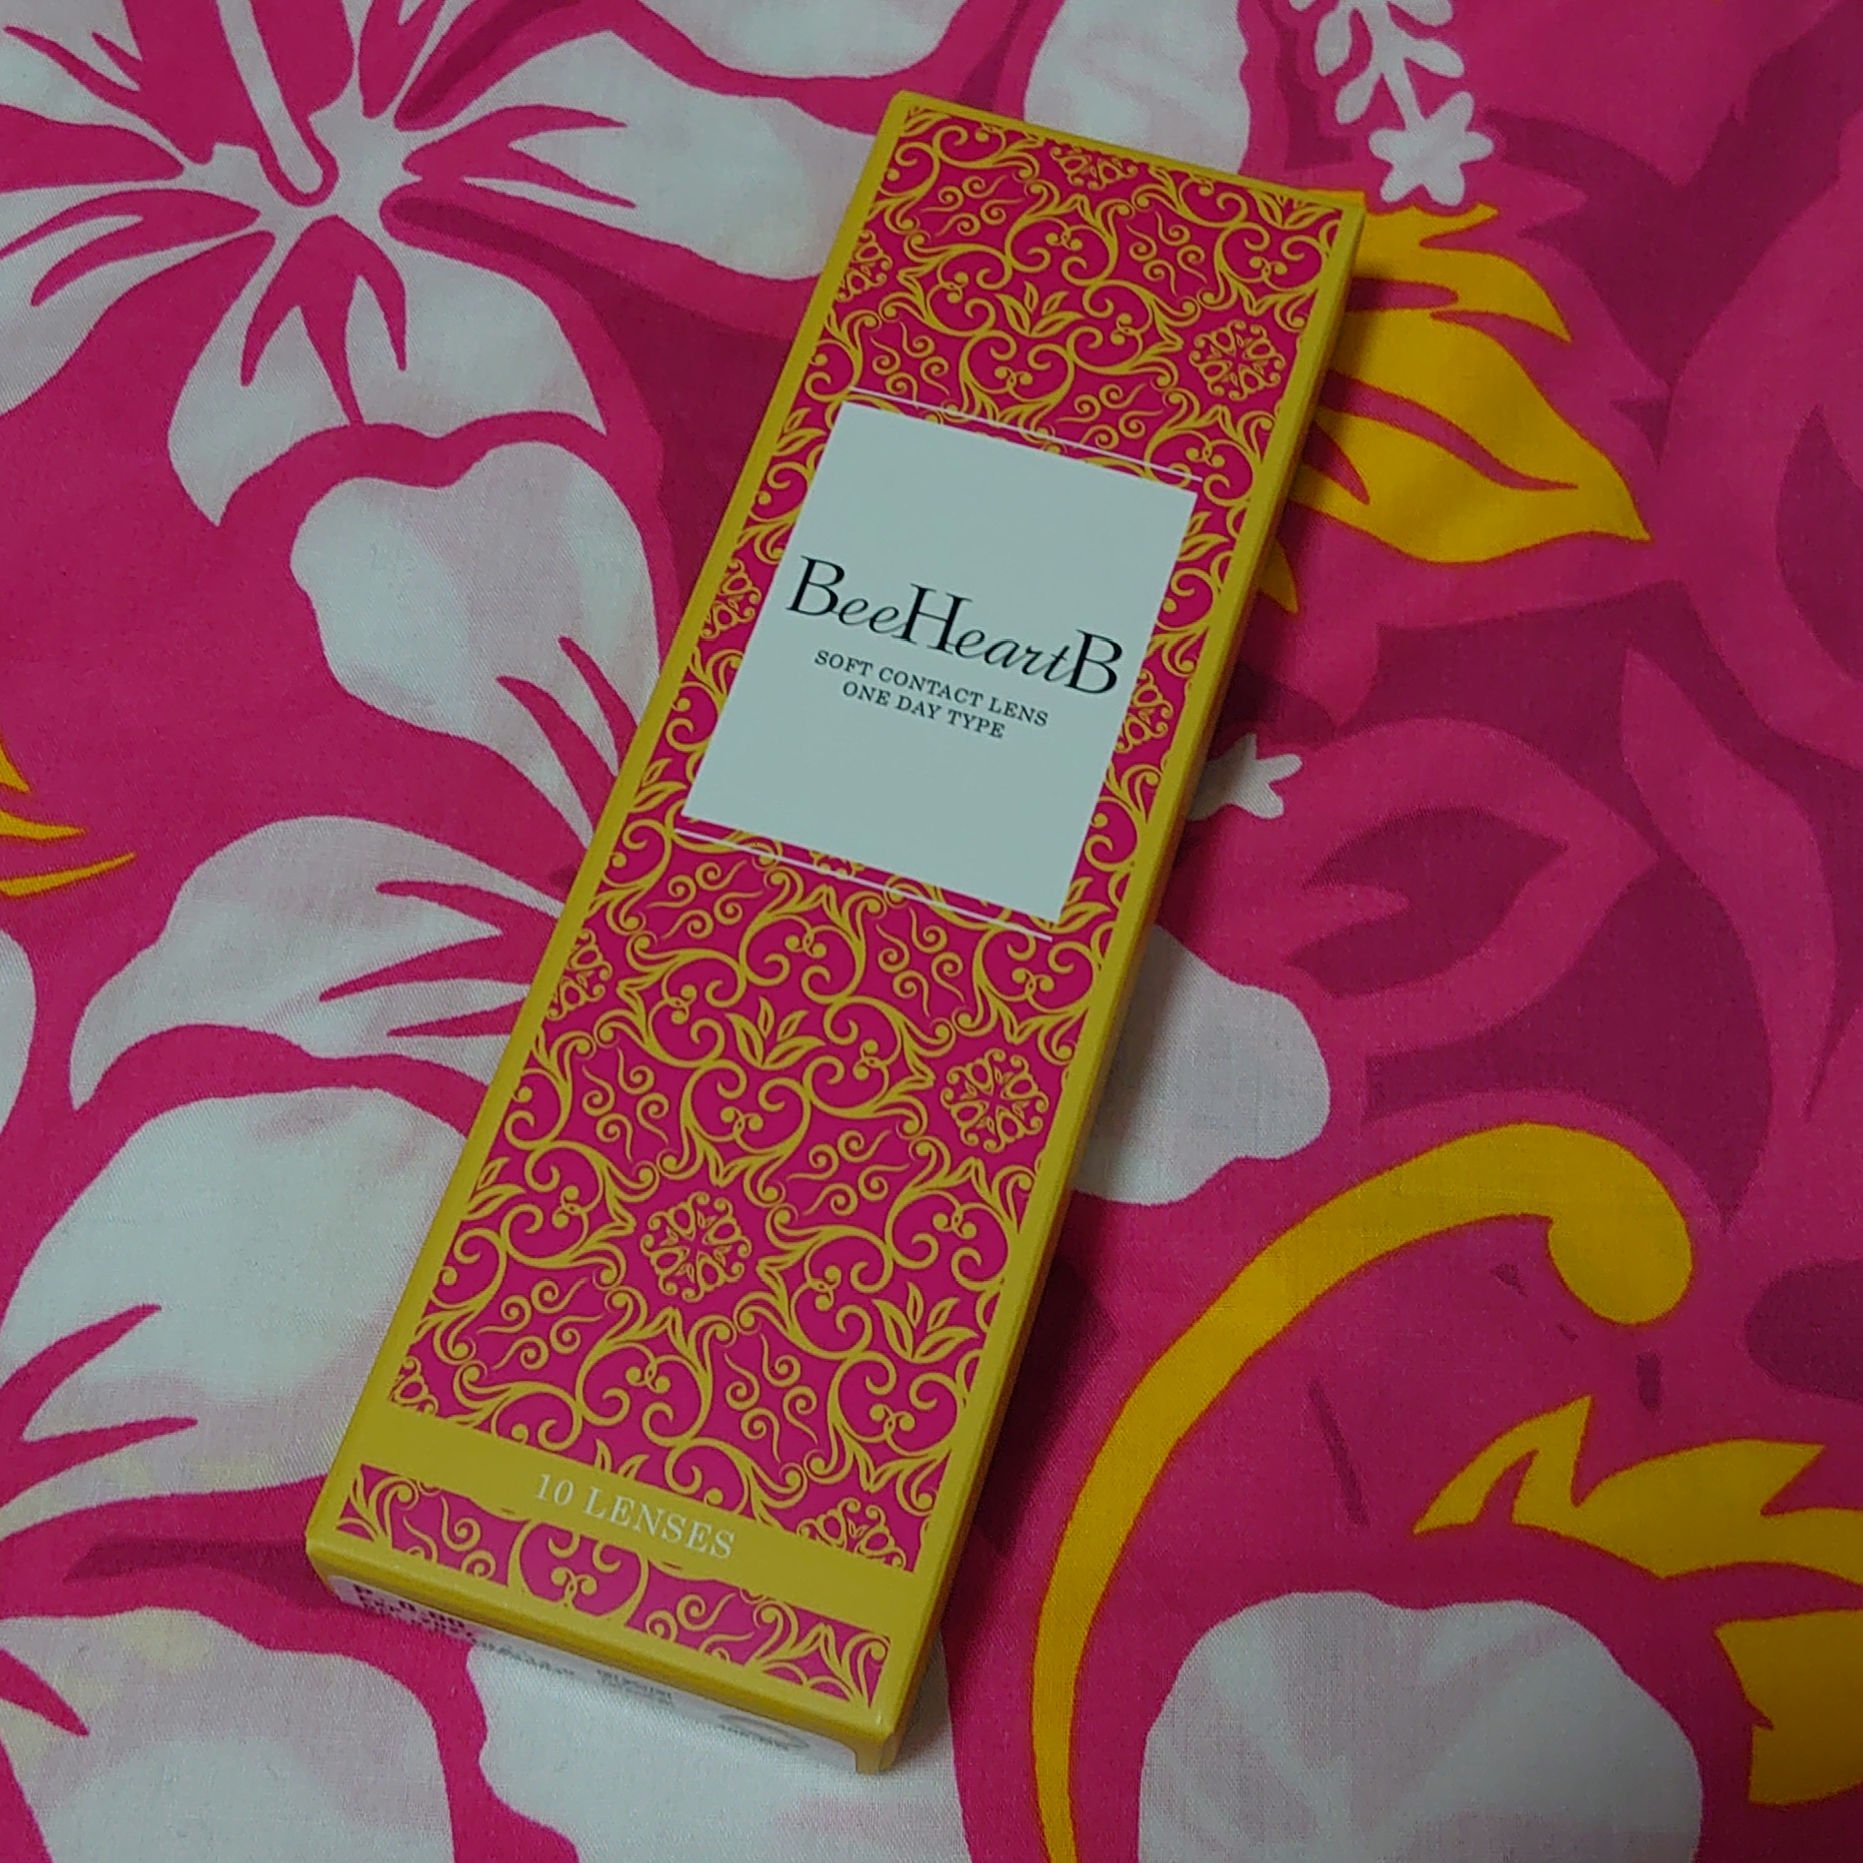 BeeHeartB
SOFT CONTACT LENS
ONE DAY TYPE
10 LENSES